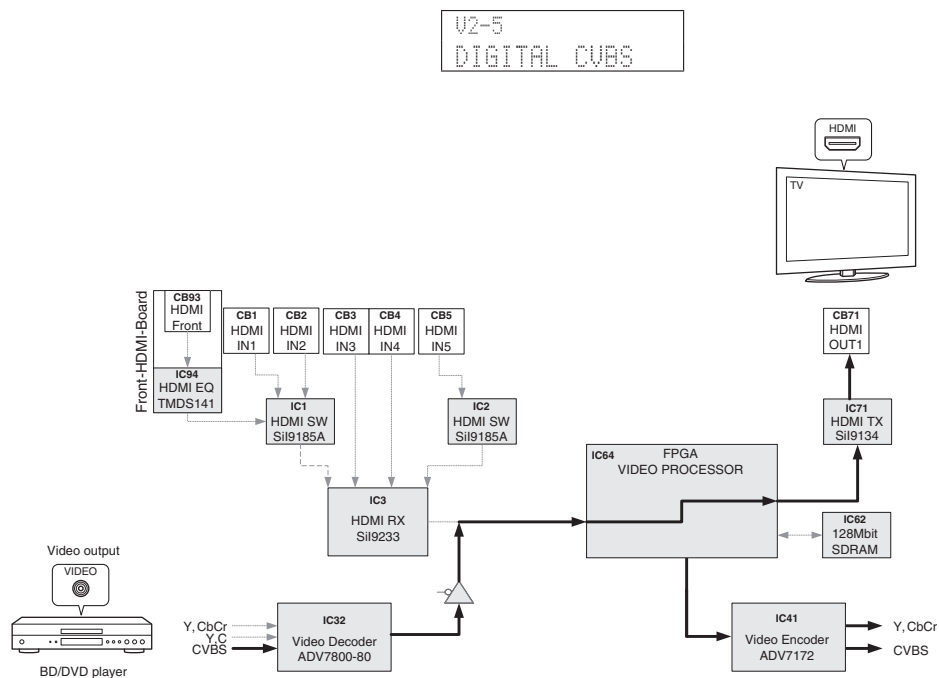 V2-5
DIGITAL CVBS
HDMI
TV
Front-HDMI-Board
CB93
HDMI
Front
CB1
HDMI
IN1
CB2
HDMI
IN2
CB3
HDMI
IN3
CB4
HDMI
IN4
CB5
HDMI
IN5
CB71
HDMI
OUT1
IC94
HDMI EQ
TMDS141
IC1
HDMI SW
SiI9185A
IC2
HDMI SW
SiI9185A
IC71
HDMI TX
SiI9134
IC64
FPGA
VIDEO PROCESSOR
IC3
HDMI RX
SiI9233
IC62
128Mbit
SDRAM
Video output
VIDEO
BD/DVD player
Y, CbCr
Y,C
CVBS
IC32
Video Decoder
ADV7800-80
IC41
Video Encoder
ADV7172
Y, CbCr
CVBS